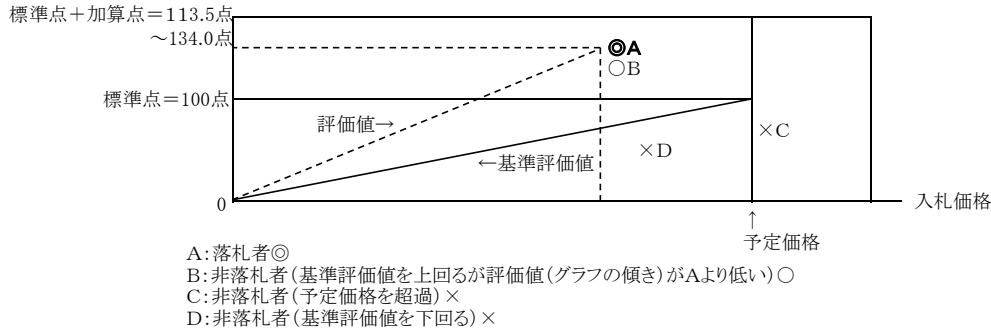 標準点＋加算点＝113.5点
～134.0点
◎A
○B
標準点＝100点
評価値→
×C
×D
←基準評価値
0
入札価格
↑
予定価格
A：落札者◎
B：非落札者（基準評価値を上回るが評価値（グラフの傾き）がAより低い）○
C：非落札者（予定価格を超過）×
D：非落札者（基準評価値を下回る）×